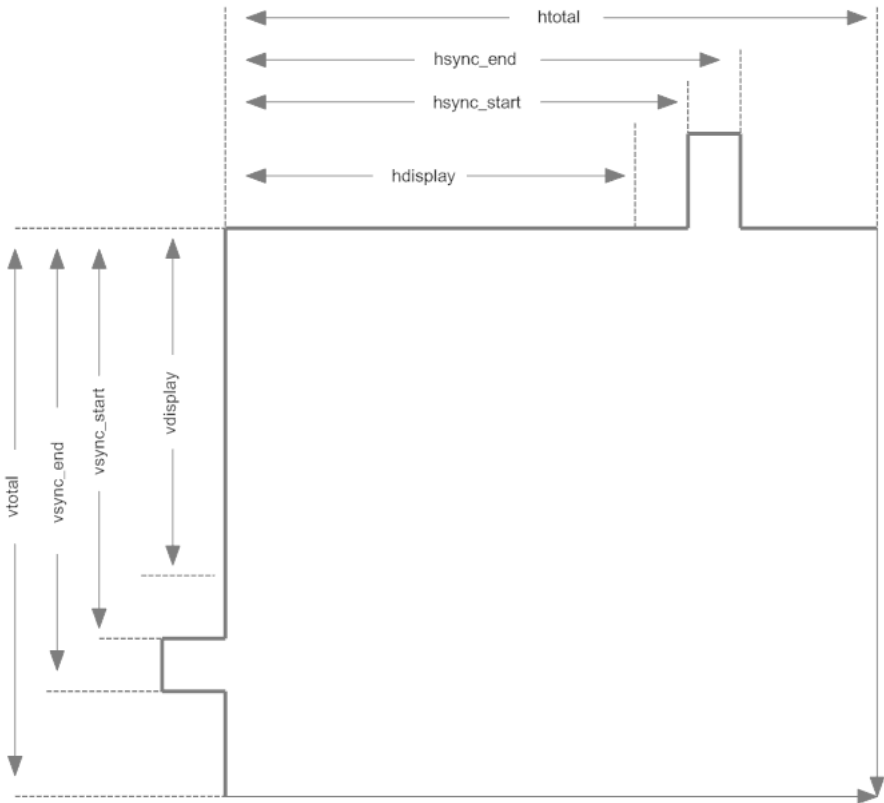 htotal
hsync_end
hsync_start
hdisplay
vtotal
vsync_end
vsync_start
vdisplay